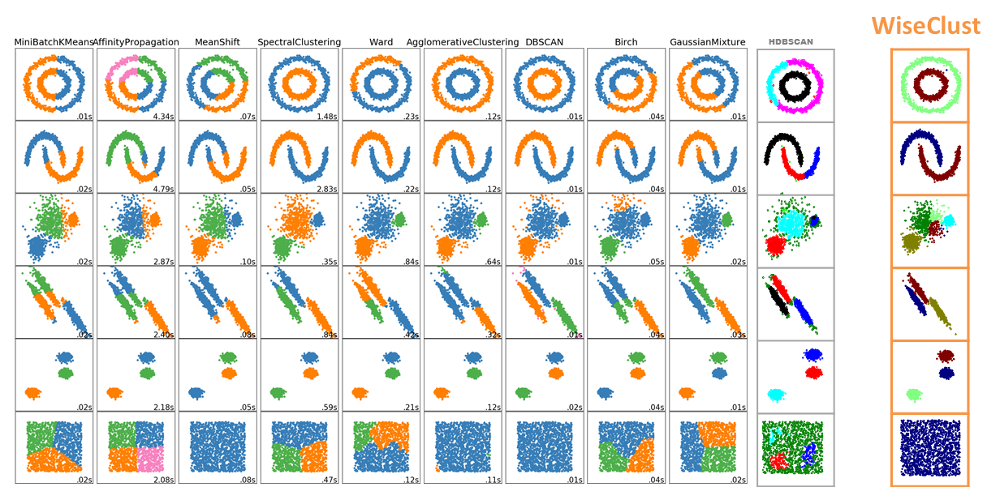 WiseClust
MiniBatchKMeans AffinityPropagation MeanShift SpectralClustering Ward AgglomerativeClustering DBSCAN Birch GaussianMixture HDBSCAN
.01s 4.34s .07s 1.48s .23s .12s .01s .04s .01s
.02s 4.79s .05s 2.83s .22s .12s .01s .04s .01s
.02s 2.87s .10s .35s .84s .64s .01s .05s .02s
.02s 2.40s .08s .84s .42s .32s .01s .04s .03s
.02s 2.18s .05s .59s .21s .12s .02s .04s .01s
.02s 2.08s .08s .47s .12s .11s .01s .04s .02s